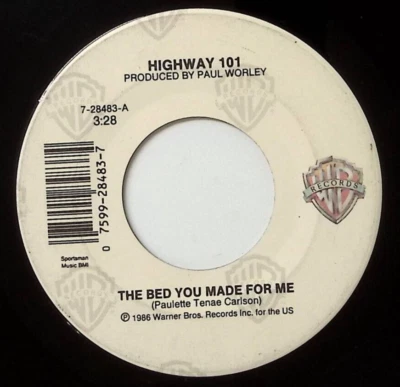 HIGHWAY 101
PRODUCED BY PAUL WORLEY
7-28483-A
3:28
0 7599-28483-7
RECORDS
Sportsman
Music BMI
THE BED YOU MADE FOR ME
(Paulette Tenae Carlson)
℗ 1986 Warner Bros. Records Inc. for the US